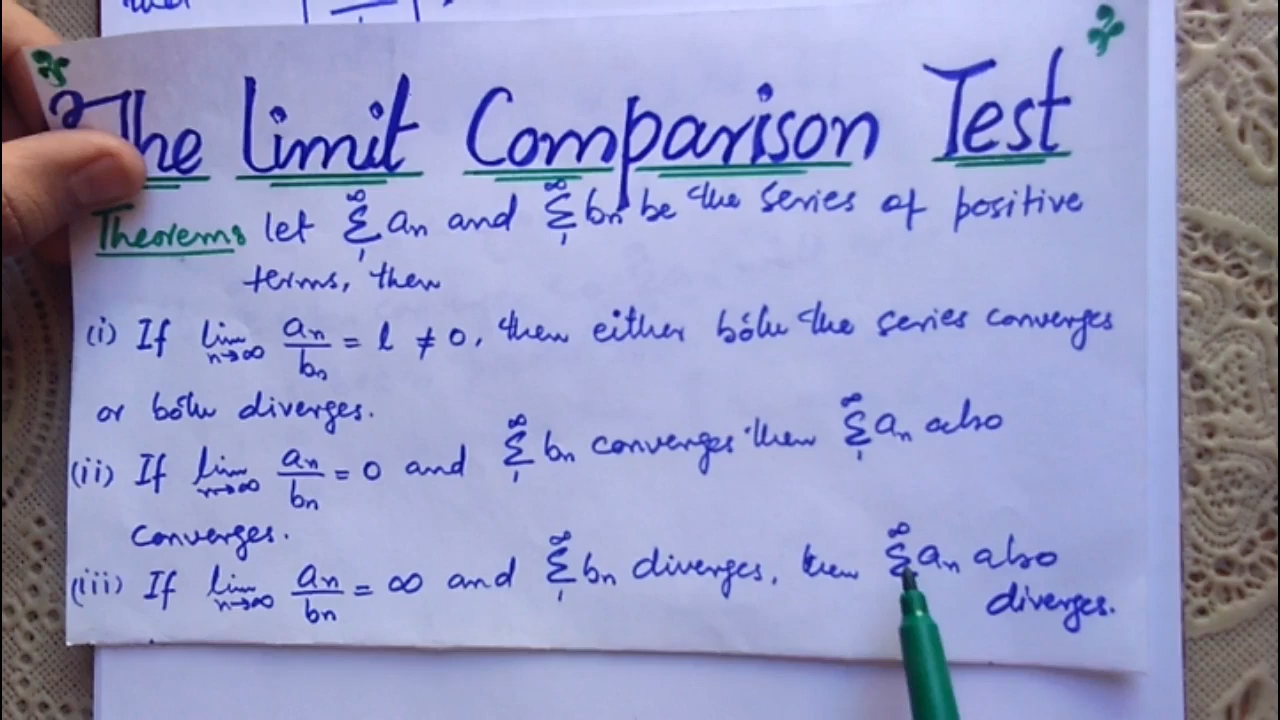 The Limit Comparison Test
Theorems let ∞Σ1 an and ∞Σ1 bn be the series of positive
terms, then
(i) If lim n→∞ an/bn = l ≠ 0, then either both the series converges
or both diverges.
(ii) If lim n→∞ an/bn = 0 and ∞Σ1 bn converges then ∞Σ1 an also
converges.
(iii) If lim n→∞ an/bn = ∞ and ∞Σ1 bn diverges, then ∞Σ1 an also
diverges.